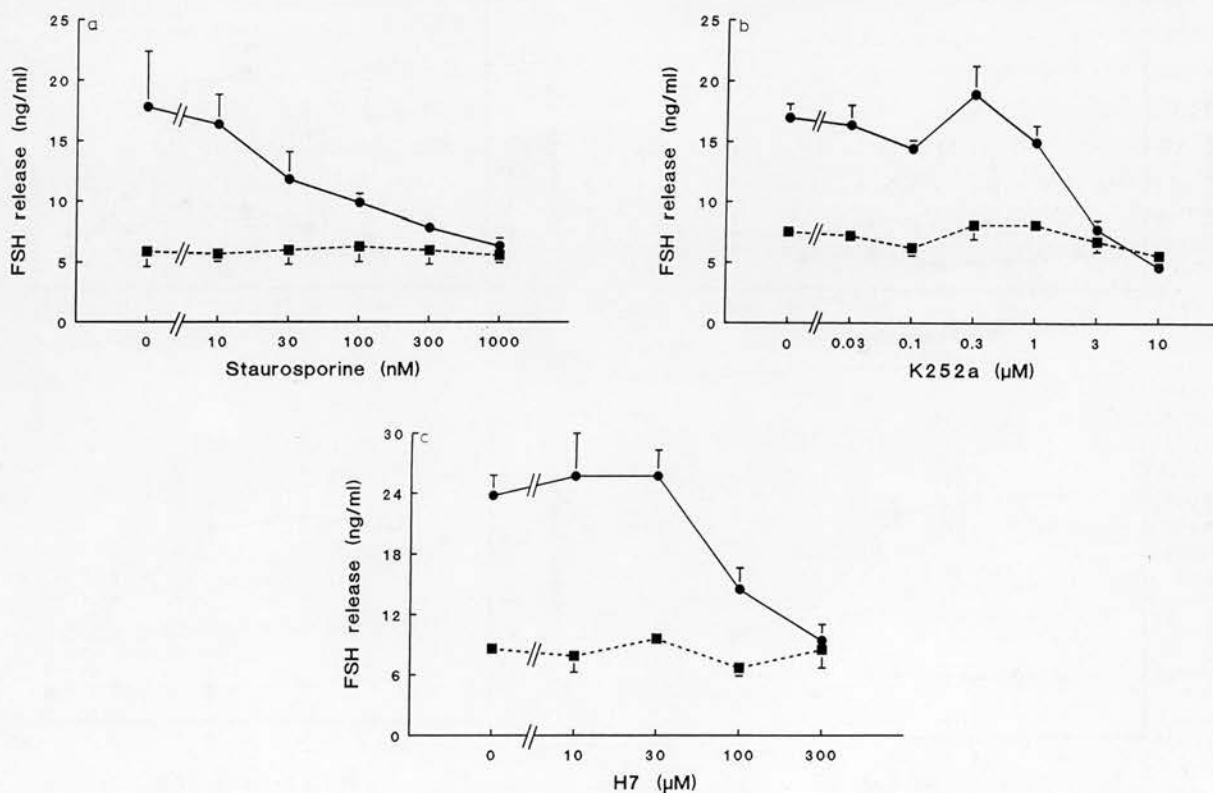 a
25
20
15
10
5
0
FSH release (ng/ml)
0 10 30 100 300 1000
Staurosporine (nM)
b
25
20
15
10
5
0
FSH release (ng/ml)
0 0.03 0.1 0.3 1 3 10
K252a (µM)
c
30
24
18
12
6
0
FSH release (ng/ml)
0 10 30 100 300
H7 (µM)